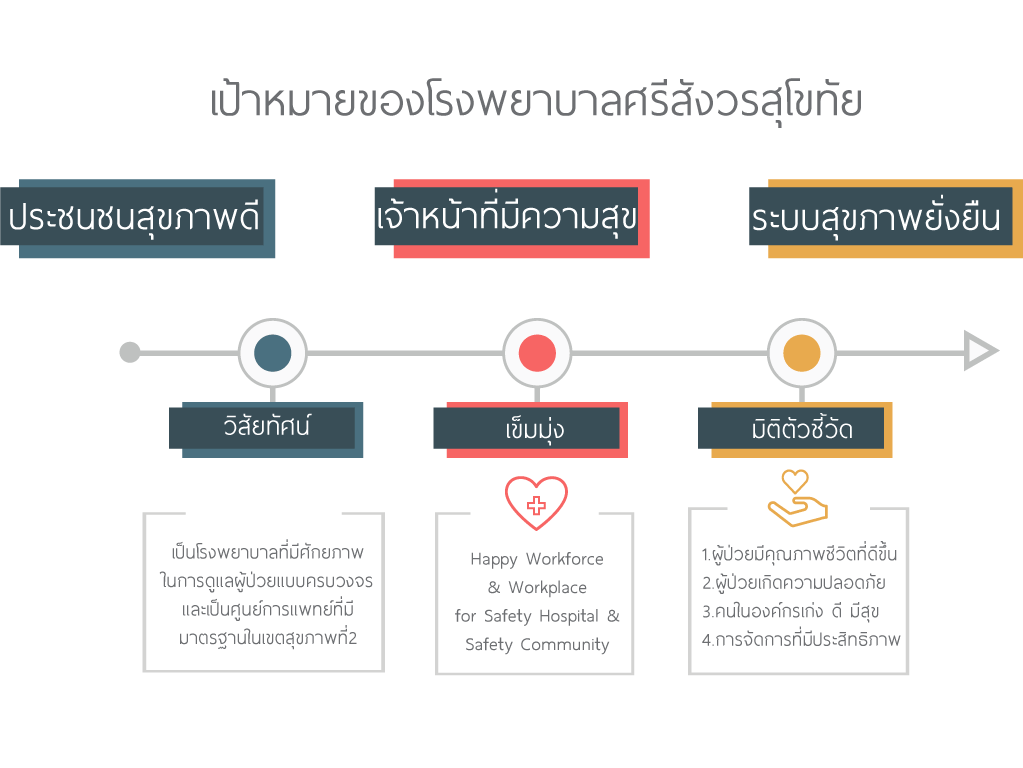 เป้าหมายของโรงพยาบาลศรีสังวรสุโขทัย
ประชนชนสุขภาพดี
เจ้าหน้าที่มีความสุข
ระบบสุขภาพยั่งยืน
วิสัยทัศน์
เข็มมุ่ง
มิติตัวชี้วัด
เป็นโรงพยาบาลที่มีศักยภาพ
ในการดูแลผู้ป่วยแบบครบวงจร
และเป็นศูนย์การแพทย์ที่มี
มาตรฐานในเขตสุขภาพที่2
Happy Workforce
& Workplace
for Safety Hospital &
Safety Community
1.ผู้ป่วยมีคุณภาพชีวิตที่ดีขึ้น
2.ผู้ป่วยเกิดความปลอดภัย
3.คนในองค์กรเก่ง ดี มีสุข
4.การจัดการที่มีประสิทธิภาพ